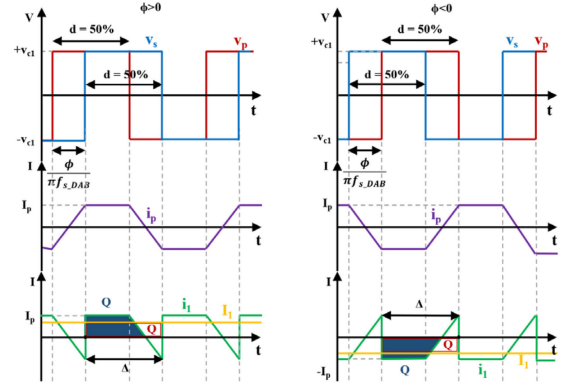 ϕ>0
V
d = 50%
v_s
v_p
+v_c1
d = 50%
t
-v_c1
I
ϕ
πf_s_DAB
I_p
i_p
t
I
Q
i_1
I_1
I_p
Q
t
Δ
ϕ<0
V
d = 50%
v_s
v_p
+v_c1
d = 50%
t
-v_c1
I
ϕ
πf_s_DAB
I_p
i_p
t
I
Δ
i_1
t
Q
-I_p
Q
I_1